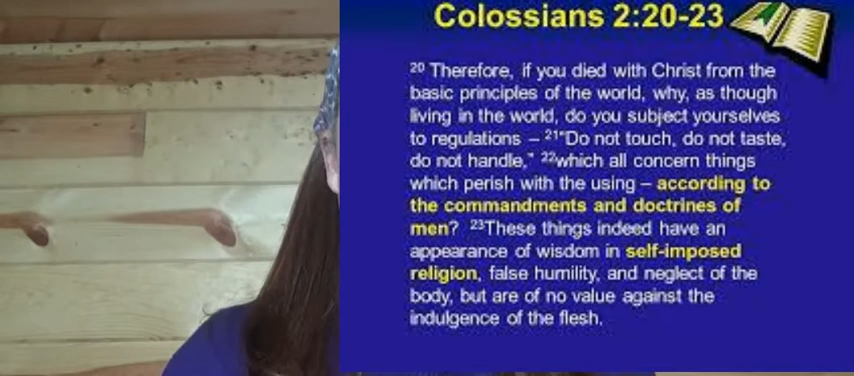 Colossians 2:20-23
20 Therefore, if you died with Christ from the
basic principles of the world, why, as though
living in the world, do you subject yourselves
to regulations – 21"Do not touch, do not taste,
do not handle," 22which all concern things
which perish with the using – according to
the commandments and doctrines of
men? 23These things indeed have an
appearance of wisdom in self-imposed
religion, false humility, and neglect of the
body, but are of no value against the
indulgence of the flesh.